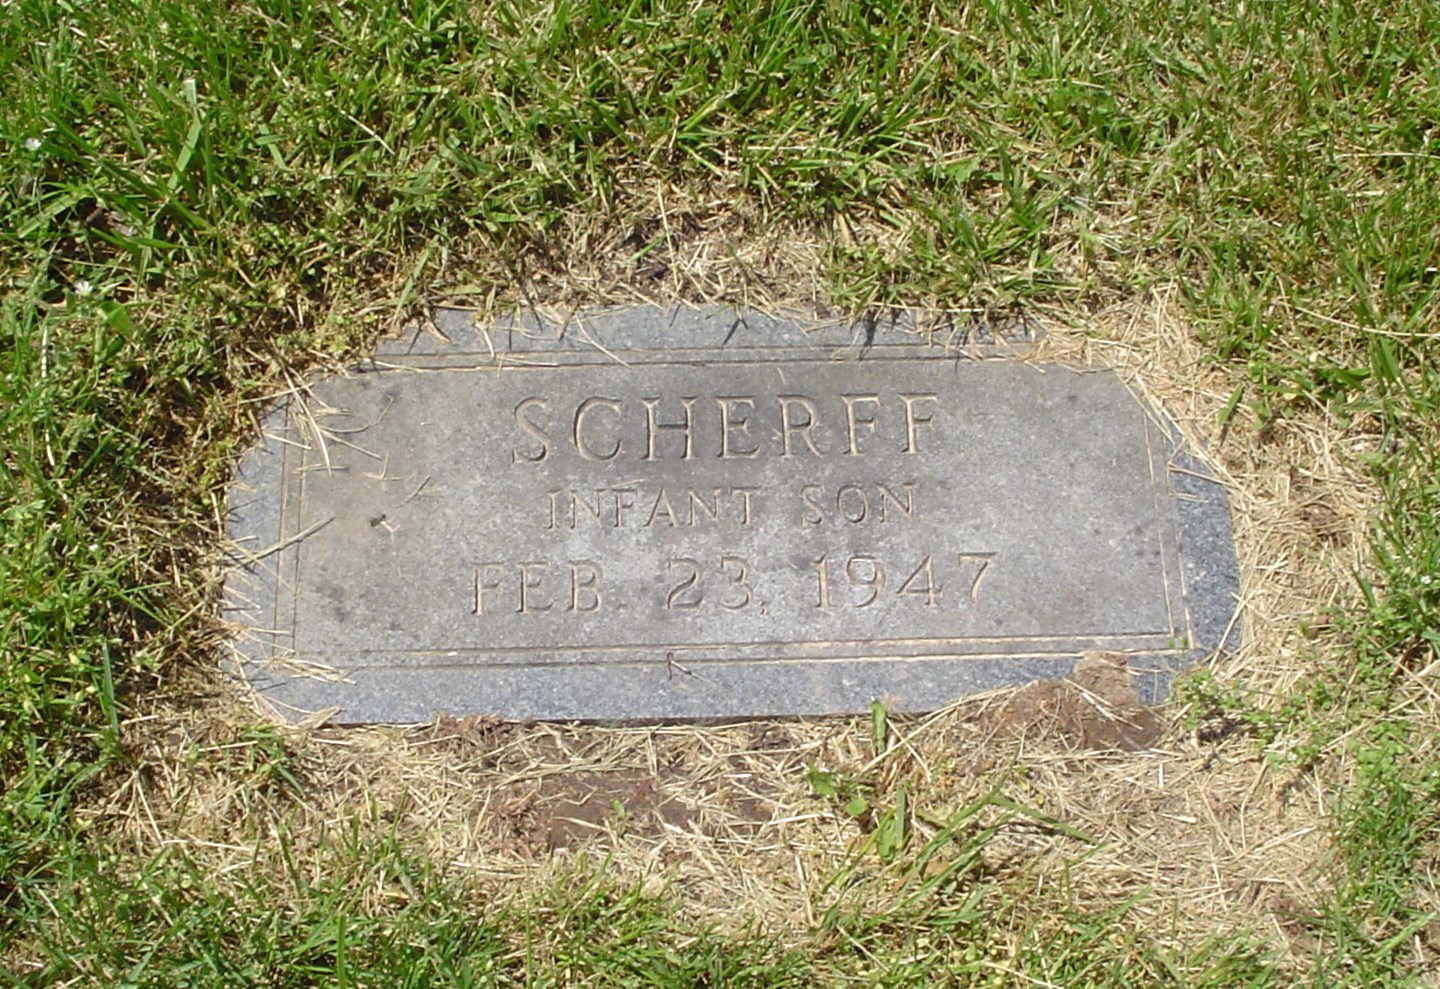 SCHERFF
INFANT SON
FEB. 23, 1947